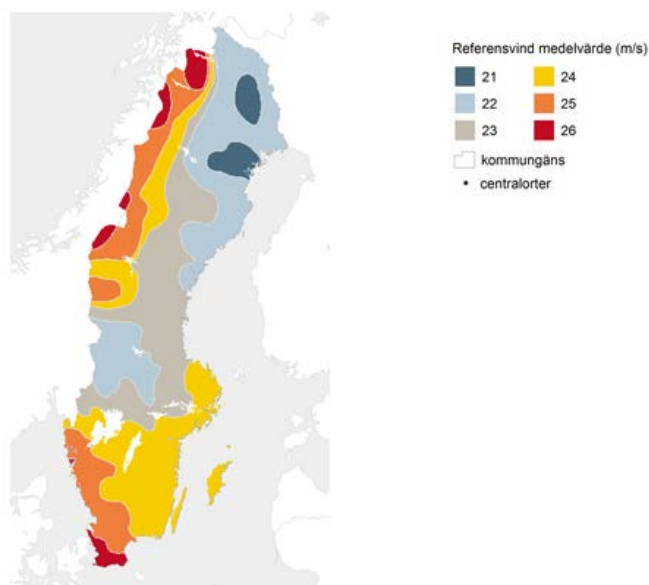 Referensvind medelvärde (m/s)
21 24
22 25
23 26
kommungäns
centralorter